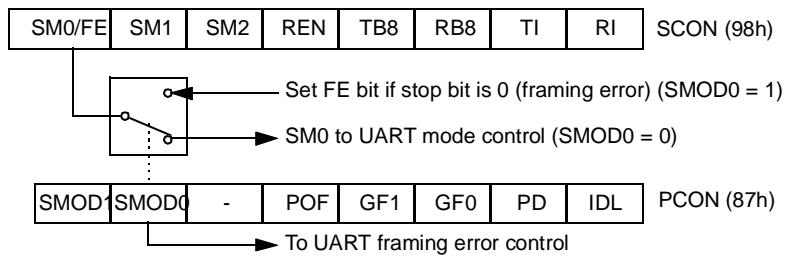 SM0/FE SM1 SM2 REN TB8 RB8 TI RI SCON (98h)
Set FE bit if stop bit is 0 (framing error) (SMOD0 = 1)
SM0 to UART mode control (SMOD0 = 0)
SMOD1 SMOD0 - POF GF1 GF0 PD IDL PCON (87h)
To UART framing error control